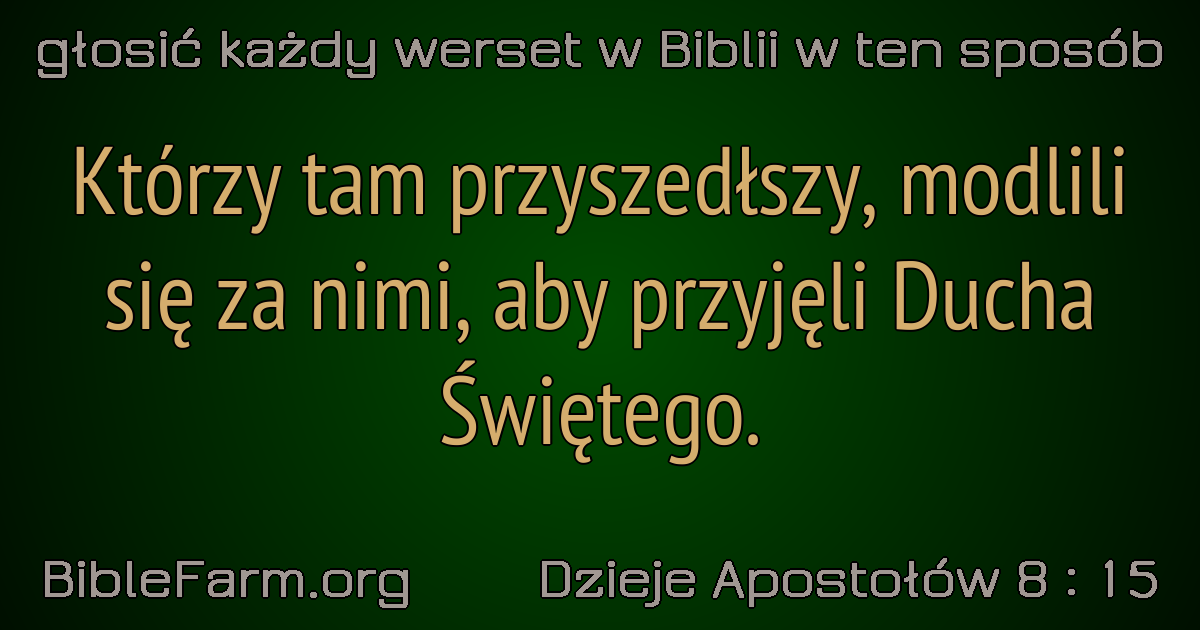 głosić każdy werset w Biblii w ten sposób
Którzy tam przyszedłszy, modlili
się za nimi, aby przyjęli Ducha
Świętego.
BibleFarm.org Dzieje Apostołów 8 : 15